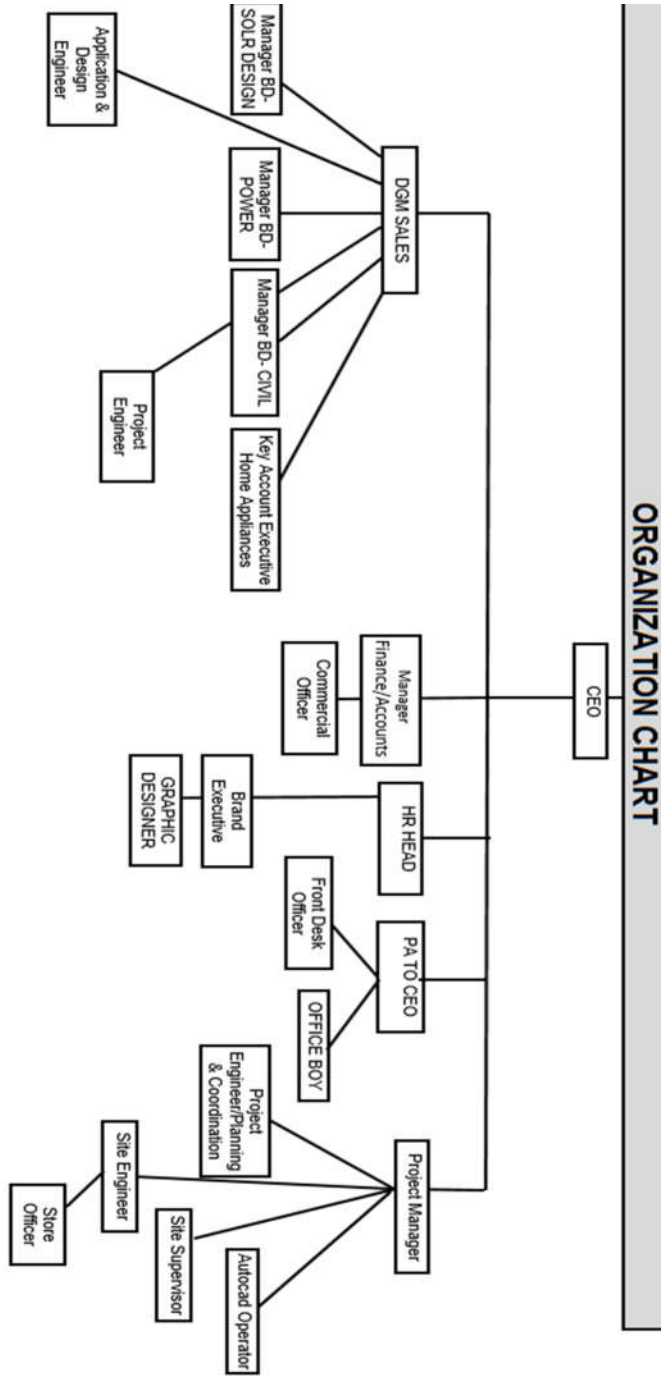 ORGANIZATION CHART
CEO
DGM SALES
Manager
Finance/Accounts
HR HEAD
PA TO CEO
Project Manager
Manager BD-
SOLR DESIGN
Application &
Design
Engineer
Manager BD-
POWER
Manager BD- CIVIL
Project
Engineer
Key Account Executive
Home Appliances
Commercial
Officer
Brand
Executive
GRAPHIC
DESIGNER
Front Desk
Officer
OFFICE BOY
Project
Engineer/Planning
& Coordination
Site Engineer
Store
Officer
Site Supervisor
Autocad Operator